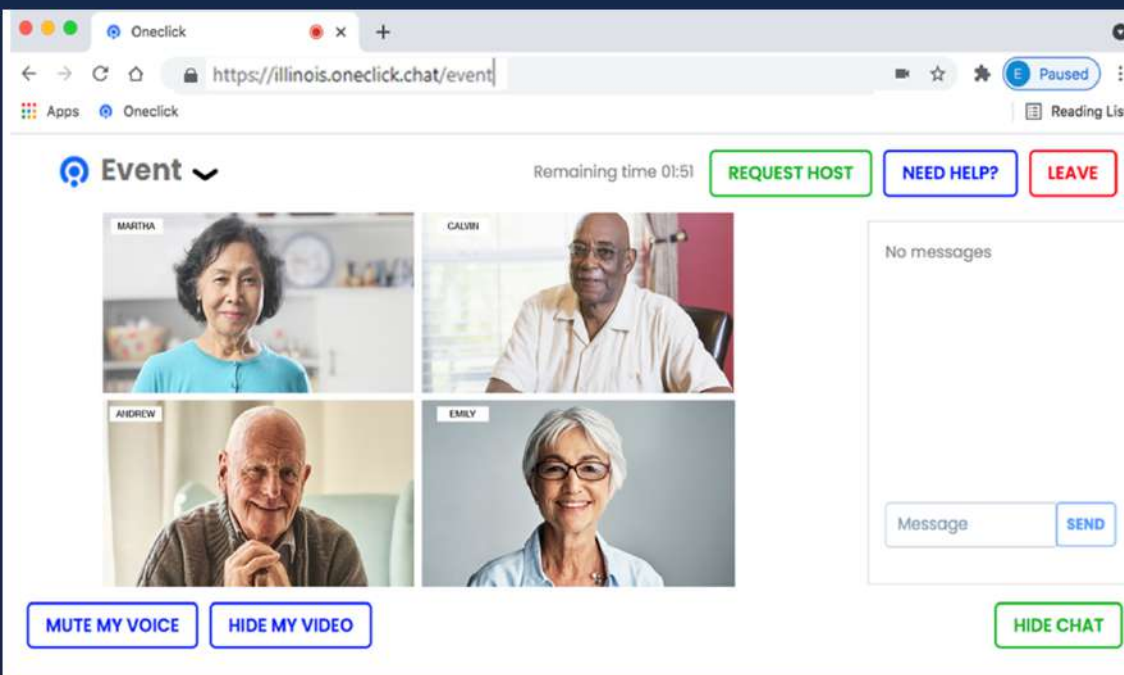 Oneclick
https://illinois.oneclick.chat/event
E Paused
Apps Oneclick
Reading Lis
Event
Remaining time 01:51
REQUEST HOST
NEED HELP?
LEAVE
MARTHA
CALVIN
No messages
ANDREW
EMILY
Message
SEND
MUTE MY VOICE
HIDE MY VIDEO
HIDE CHAT